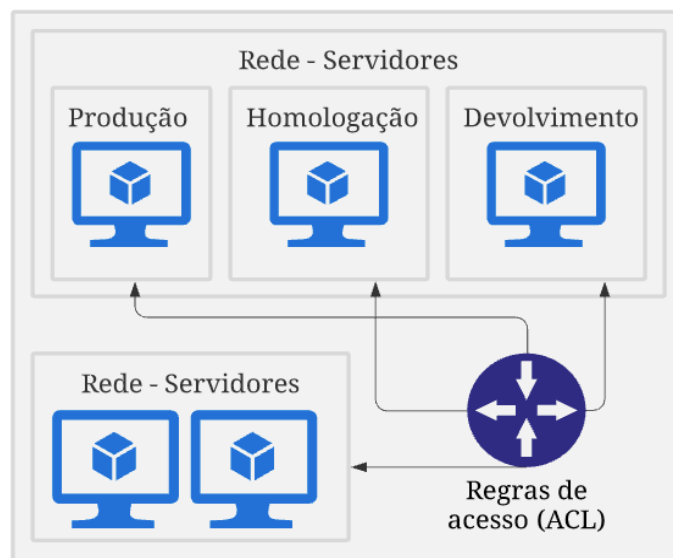 Rede - Servidores
Produção
Homologação
Devolvimento
Rede - Servidores
Regras de
acesso (ACL)